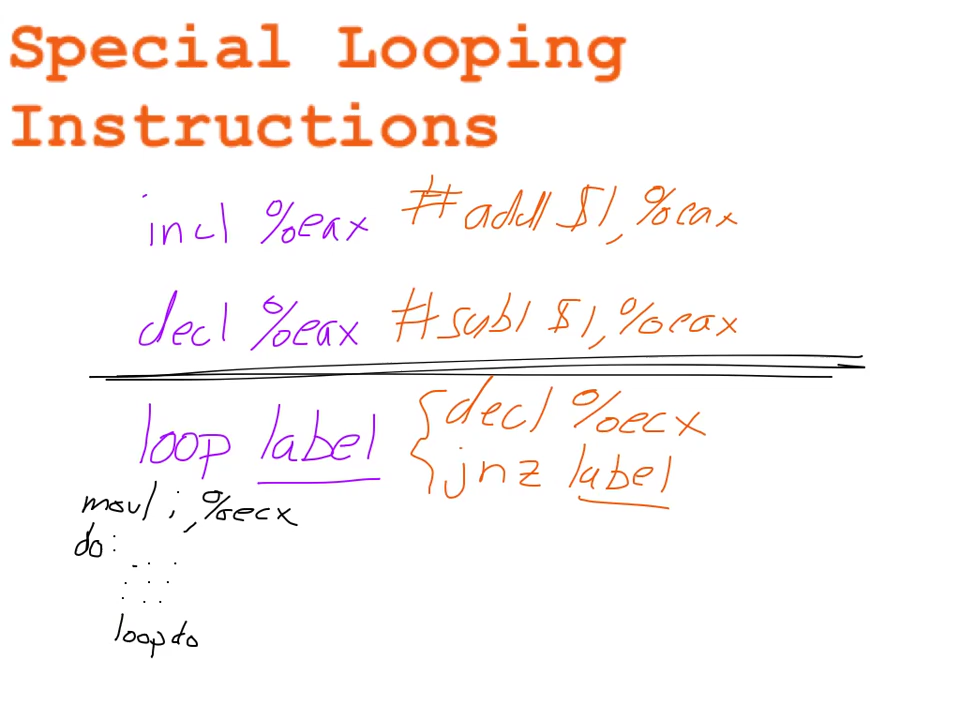 Special Looping
Instructions
incl %eax #addl $1, %eax
decl %eax #subl $1, %eax
loop label { decl %ecx
{ jnz label
movl i, %ecx
do:
... 
...
...
loop do